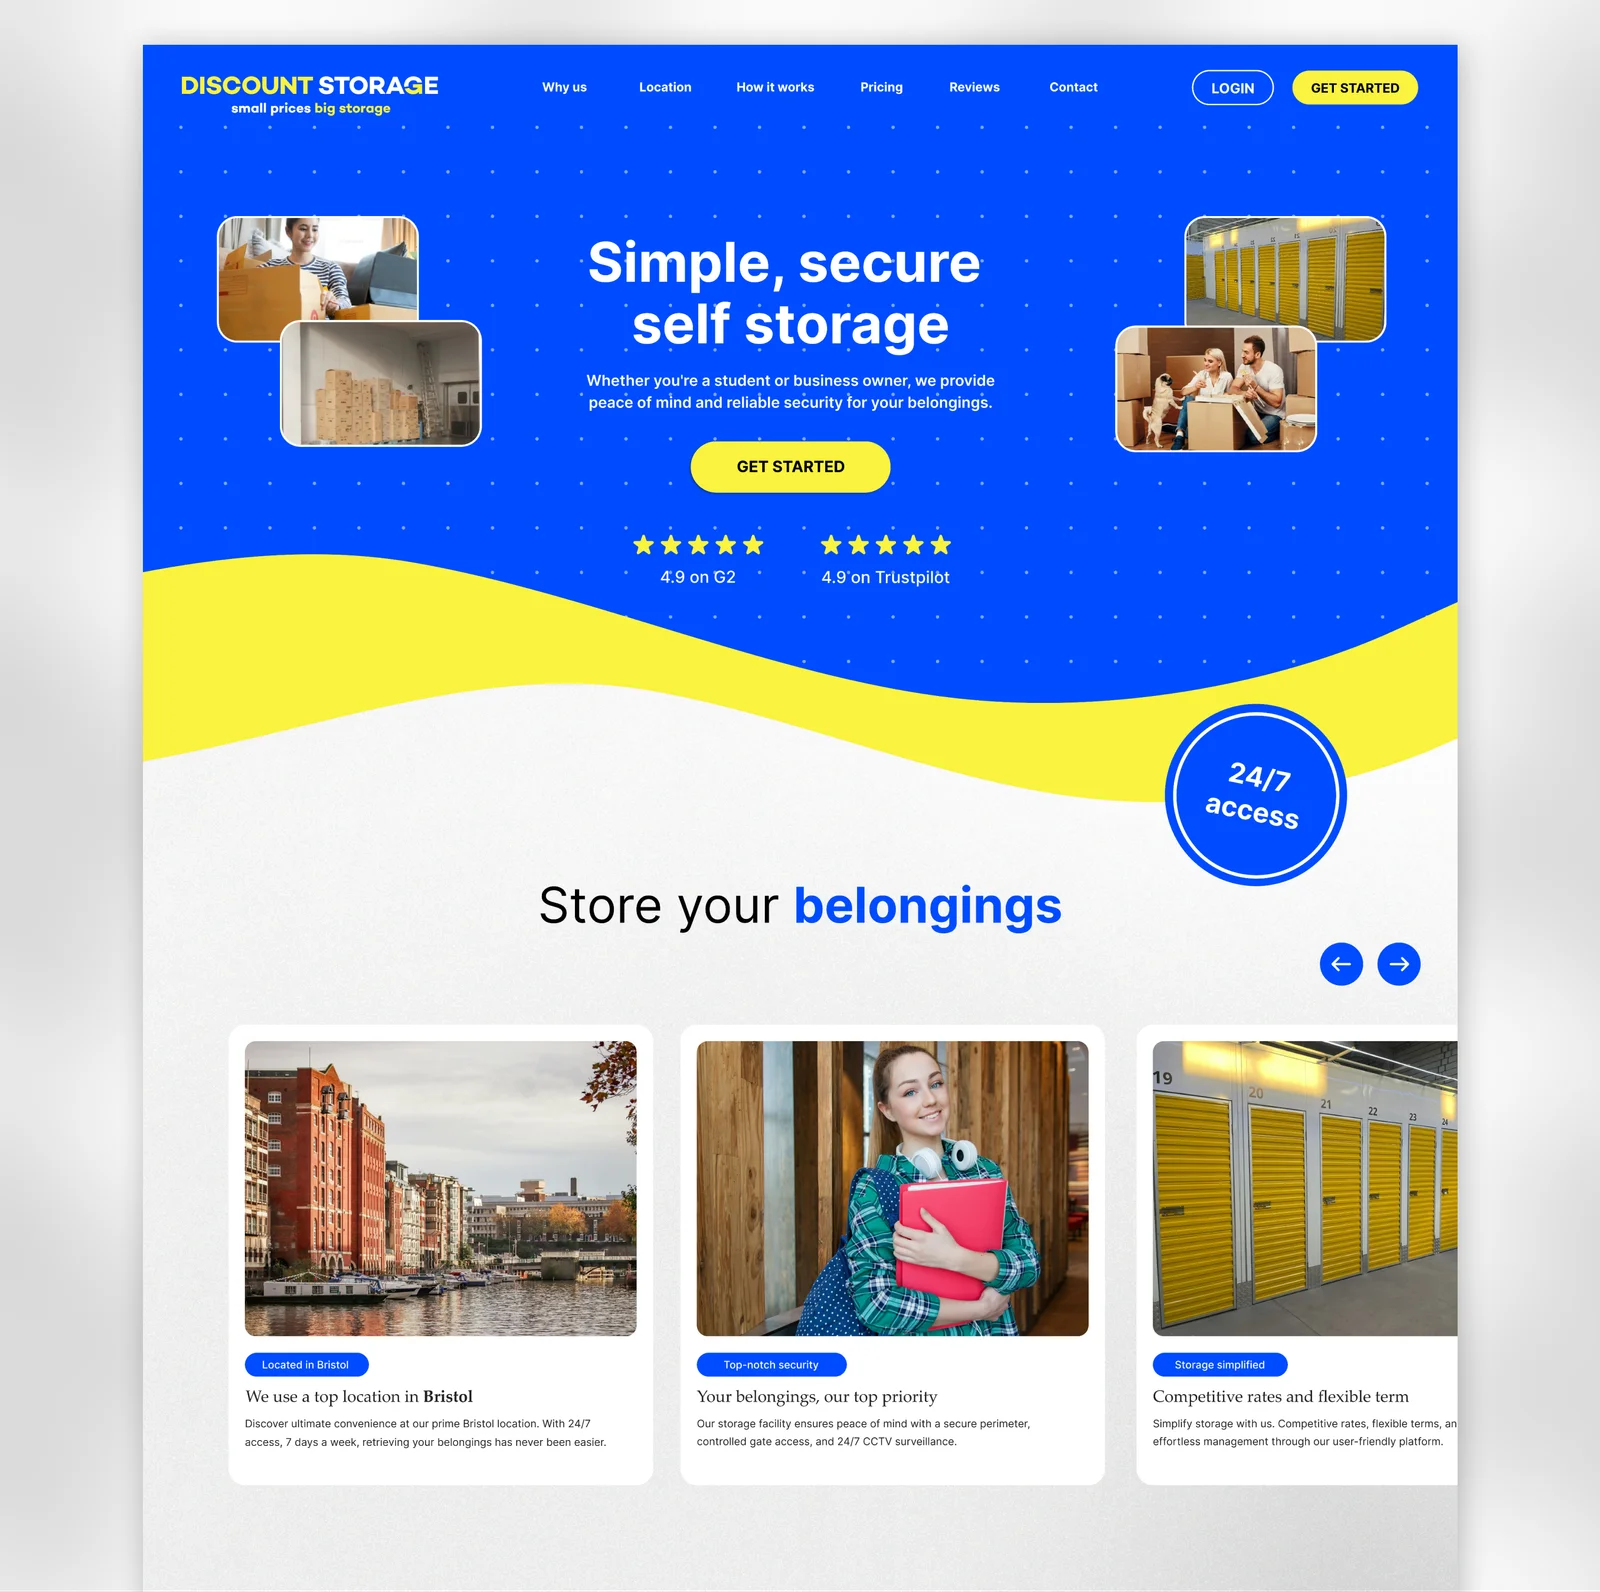 DISCOUNT STORAGE
small prices big storage
Why us
Location
How it works
Pricing
Reviews
Contact
LOGIN
GET STARTED
Simple, secure
self storage
Whether you're a student or business owner, we provide
peace of mind and reliable security for your belongings.
GET STARTED
4.9 on G2
4.9 on Trustpilot
24/7
access
Store your belongings
19
20
21
22
23
24
Located in Bristol
We use a top location in Bristol
Discover ultimate convenience at our prime Bristol location. With 24/7
access, 7 days a week, retrieving your belongings has never been easier.
Top-notch security
Your belongings, our top priority
Our storage facility ensures peace of mind with a secure perimeter,
controlled gate access, and 24/7 CCTV surveillance.
Storage simplified
Competitive rates and flexible term
Simplify storage with us. Competitive rates, flexible terms, an
effortless management through our user-friendly platform.